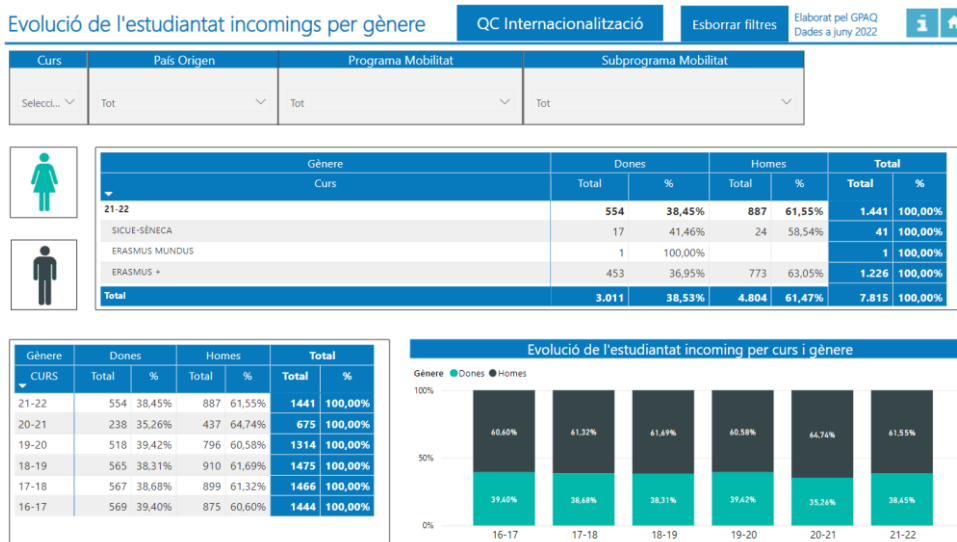 Evolució de l'estudiantat incomings per gènere
QC Internacionalització
Esborrar filtres
Elaborat pel GPAQ
Dades a juny 2022
Curs País Origen Programa Mobilitat Subprograma Mobilitat
Selecci... Tot Tot Tot
Gènere Dones Homes Total
Curs Total % Total % Total %
21-22 554 38,45% 887 61,55% 1.441 100,00%
SICUE-SÈNECA 17 41,46% 24 58,54% 41 100,00%
ERASMUS MUNDUS 1 100,00% 1 100,00%
ERASMUS + 453 36,95% 773 63,05% 1.226 100,00%
Total 3.011 38,53% 4.804 61,47% 7.815 100,00%
Gènere Dones Homes Total
CURS Total % Total % Total %
21-22 554 38,45% 887 61,55% 1441 100,00%
20-21 238 35,26% 437 64,74% 675 100,00%
19-20 518 39,42% 796 60,58% 1314 100,00%
18-19 565 38,31% 910 61,69% 1475 100,00%
17-18 567 38,68% 899 61,32% 1466 100,00%
16-17 569 39,40% 875 60,60% 1444 100,00%
Evolució de l'estudiantat incoming per curs i gènere
Gènere Dones Homes
100%
60,60% 61,32% 61,69% 60,58% 64,74% 61,55%
50%
39,40% 38,68% 38,31% 39,42% 35,26% 38,45%
0%
16-17 17-18 18-19 19-20 20-21 21-22